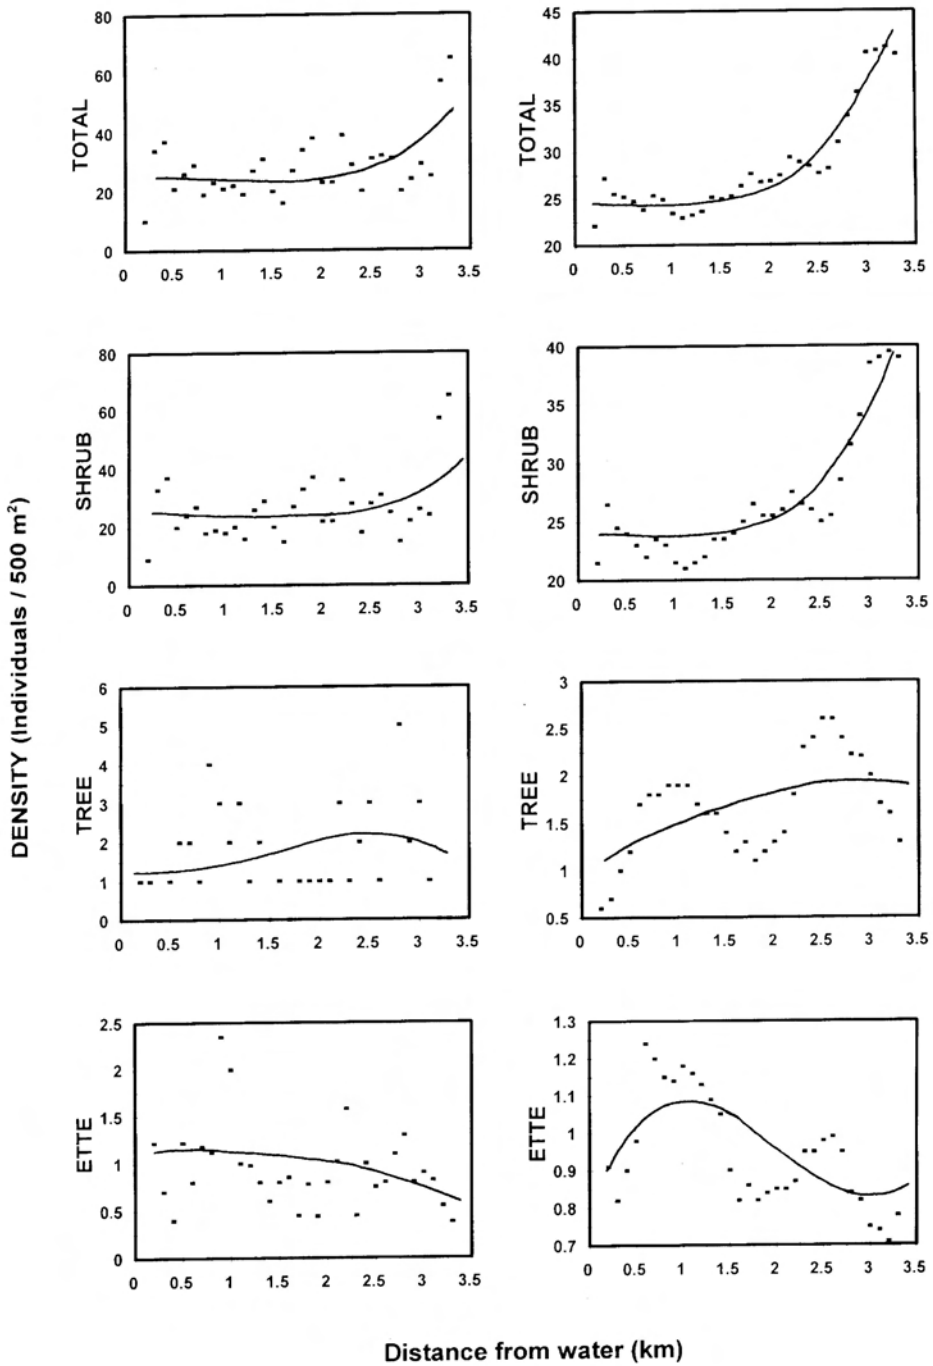 DENSITY (Individuals / 500 m²)
TOTAL
80
60
40
20
0
0 0.5 1 1.5 2 2.5 3 3.5
TOTAL
45
40
35
30
25
20
0 0.5 1 1.5 2 2.5 3 3.5
SHRUB
80
60
40
20
0
0 0.5 1 1.5 2 2.5 3 3.5
SHRUB
40
35
30
25
20
0 0.5 1 1.5 2 2.5 3 3.5
TREE
6
5
4
3
2
1
0
0 0.5 1 1.5 2 2.5 3 3.5
TREE
3
2.5
2
1.5
1
0.5
0 0.5 1 1.5 2 2.5 3 3.5
ETTE
2.5
2
1.5
1
0.5
0
0 0.5 1 1.5 2 2.5 3 3.5
ETTE
1.3
1.2
1.1
1
0.9
0.8
0.7
0 0.5 1 1.5 2 2.5 3 3.5
Distance from water (km)